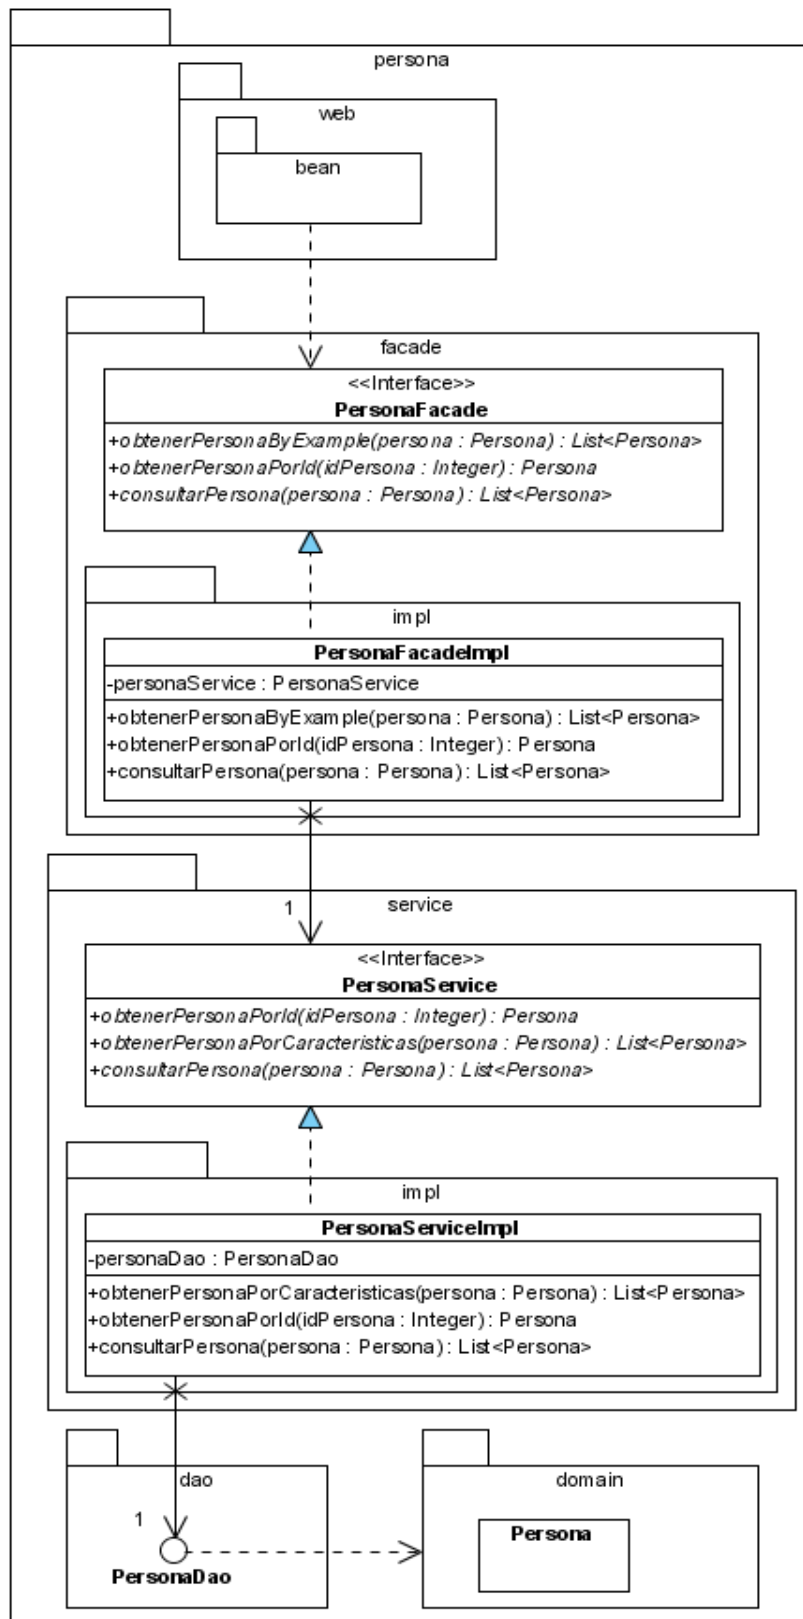 persona
web
bean
facade
<<Interface>>
PersonaFacade
+obtenerPersonaByExample(persona : Persona) : List<Persona>
+obtenerPersonaPorId(idPersona : Integer) : Persona
+consultarPersona(persona : Persona) : List<Persona>
impl
PersonaFacadeImpl
-personaService : PersonaService
+obtenerPersonaByExample(persona : Persona) : List<Persona>
+obtenerPersonaPorId(idPersona : Integer) : Persona
+consultarPersona(persona : Persona) : List<Persona>
1
service
<<Interface>>
PersonaService
+obtenerPersonaPorId(idPersona : Integer) : Persona
+obtenerPersonaPorCaracteristicas(persona : Persona) : List<Persona>
+consultarPersona(persona : Persona) : List<Persona>
impl
PersonaServiceImpl
-personaDao : PersonaDao
+obtenerPersonaPorCaracteristicas(persona : Persona) : List<Persona>
+obtenerPersonaPorId(idPersona : Integer) : Persona
+consultarPersona(persona : Persona) : List<Persona>
dao
1
PersonaDao
domain
Persona